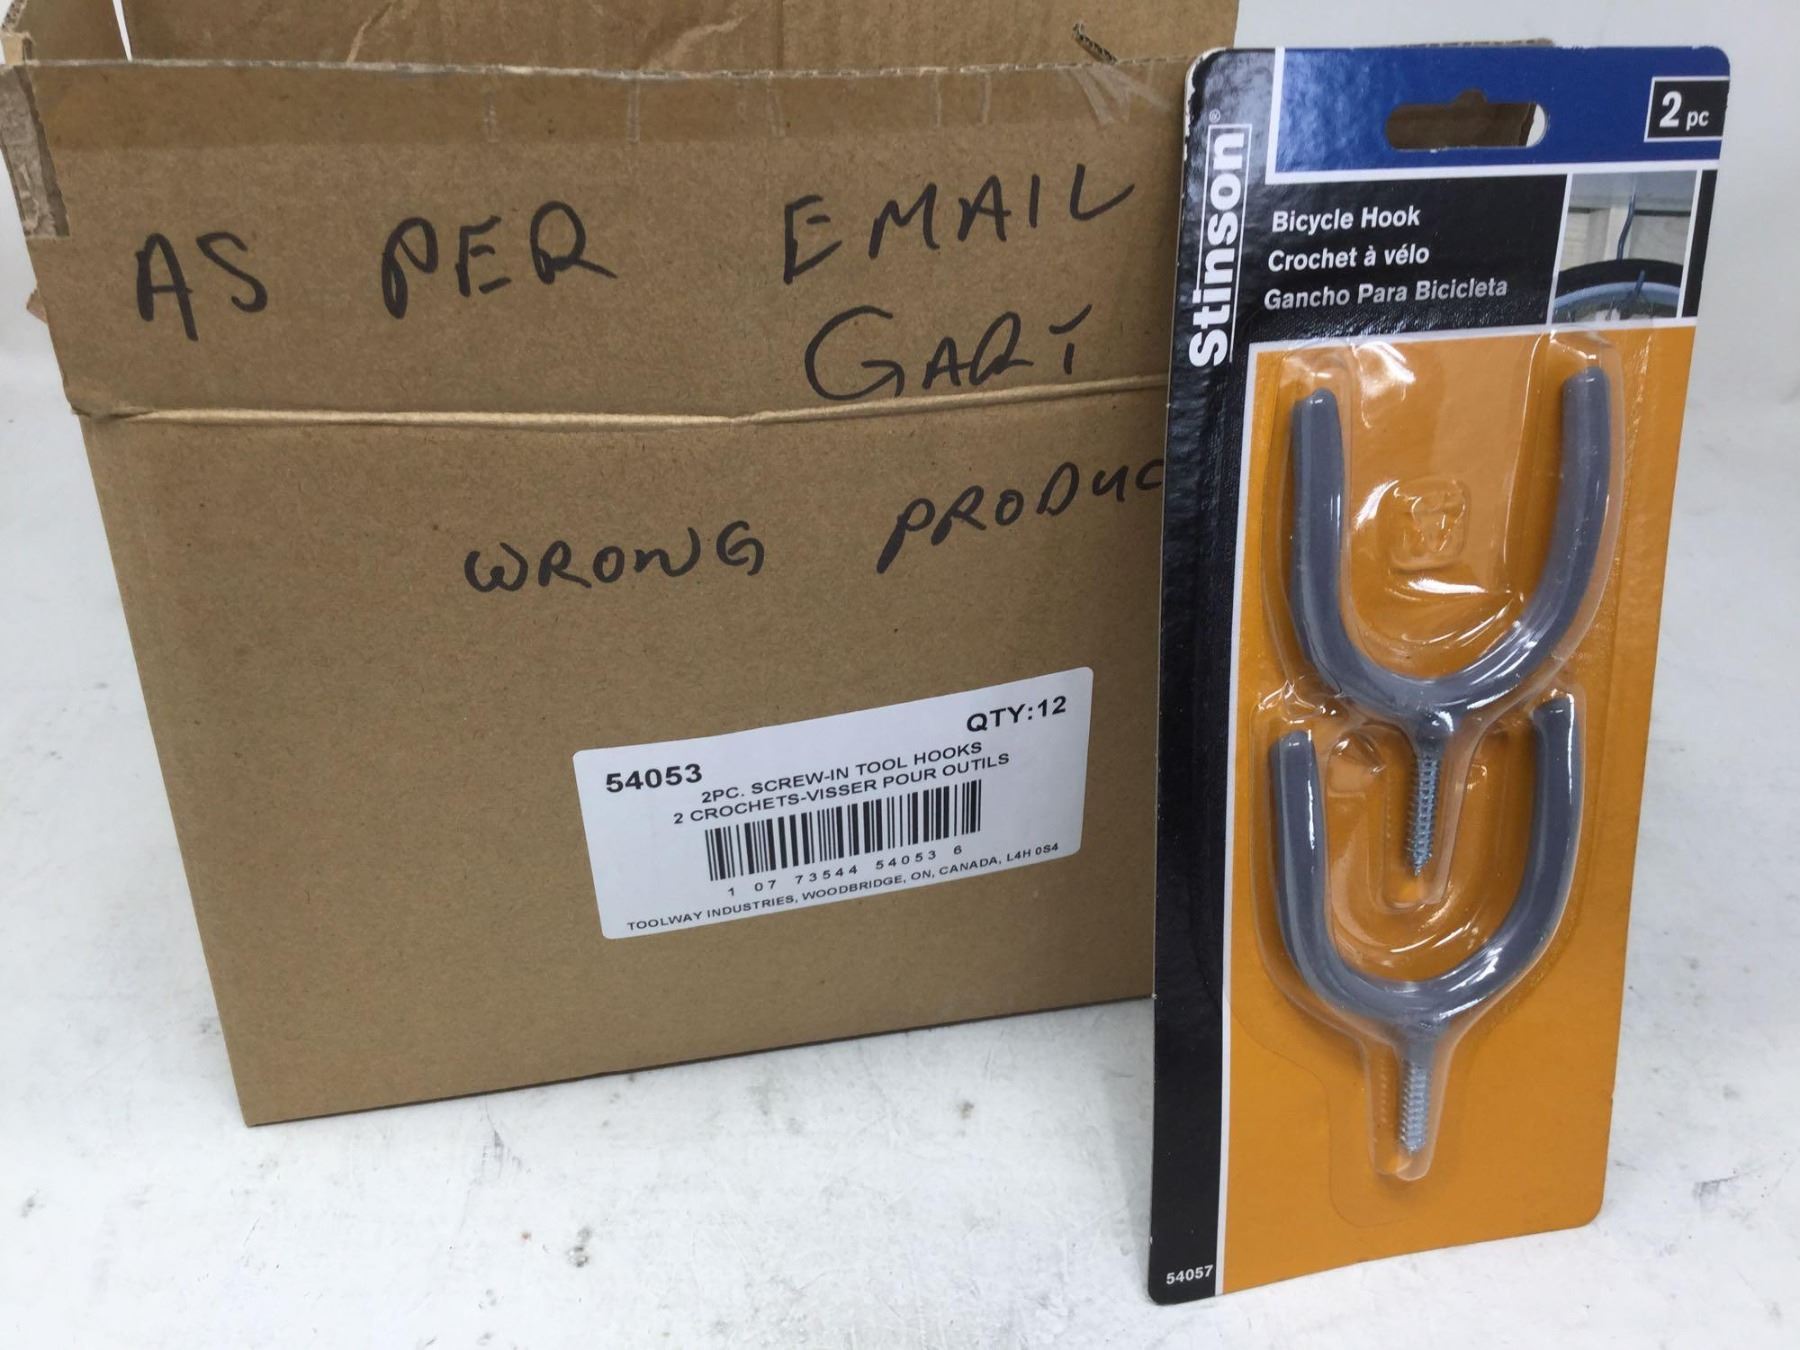 AS PER EMAIL
GARY
WRONG PRODUC
54053
QTY:12
2PC. SCREW-IN TOOL HOOKS
2 CROCHETS-VISSER POUR OUTILS
1 07 73544 54053 6
TOOLWAY INDUSTRIES, WOODBRIDGE, ON, CANADA, L4H 0S4
Stinson®
2 pc
Bicycle Hook
Crochet à vélo
Gancho Para Bicicleta
54057